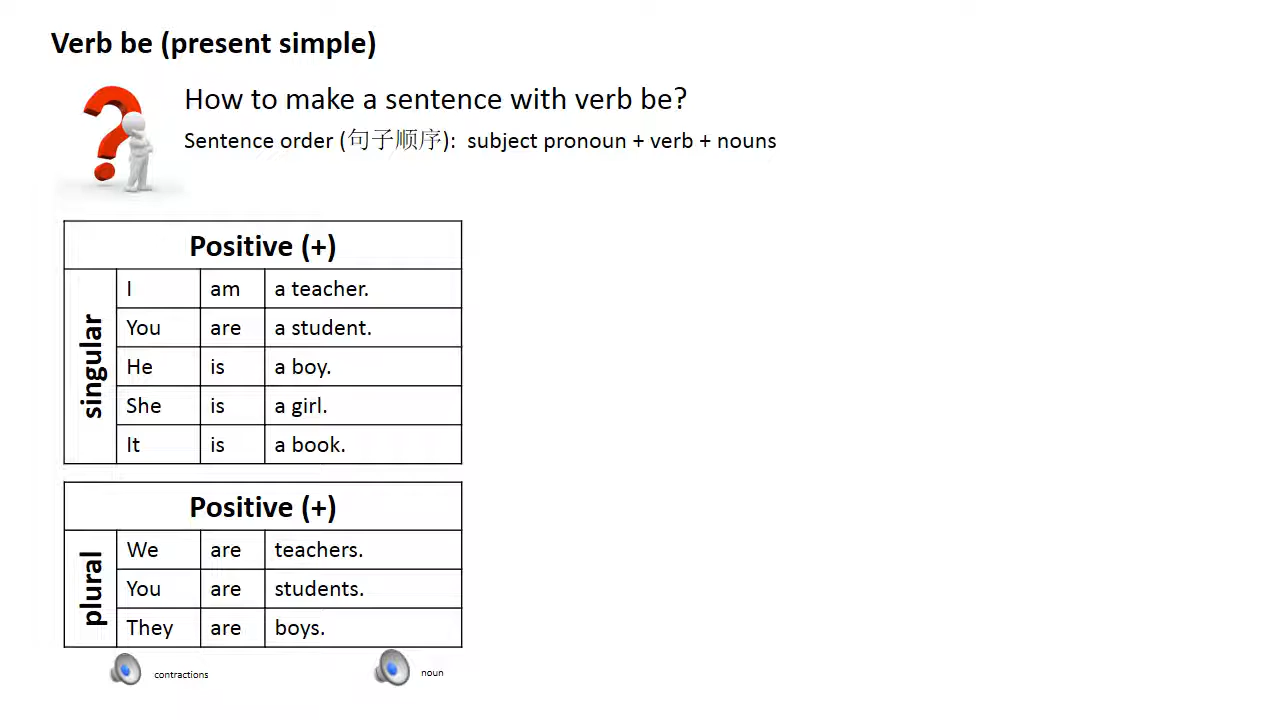 Verb be (present simple)
How to make a sentence with verb be?
Sentence order (句子顺序): subject pronoun + verb + nouns
Positive (+)
singular
I am a teacher.
You are a student.
He is a boy.
She is a girl.
It is a book.
Positive (+)
plural
We are teachers.
You are students.
They are boys.
contractions noun